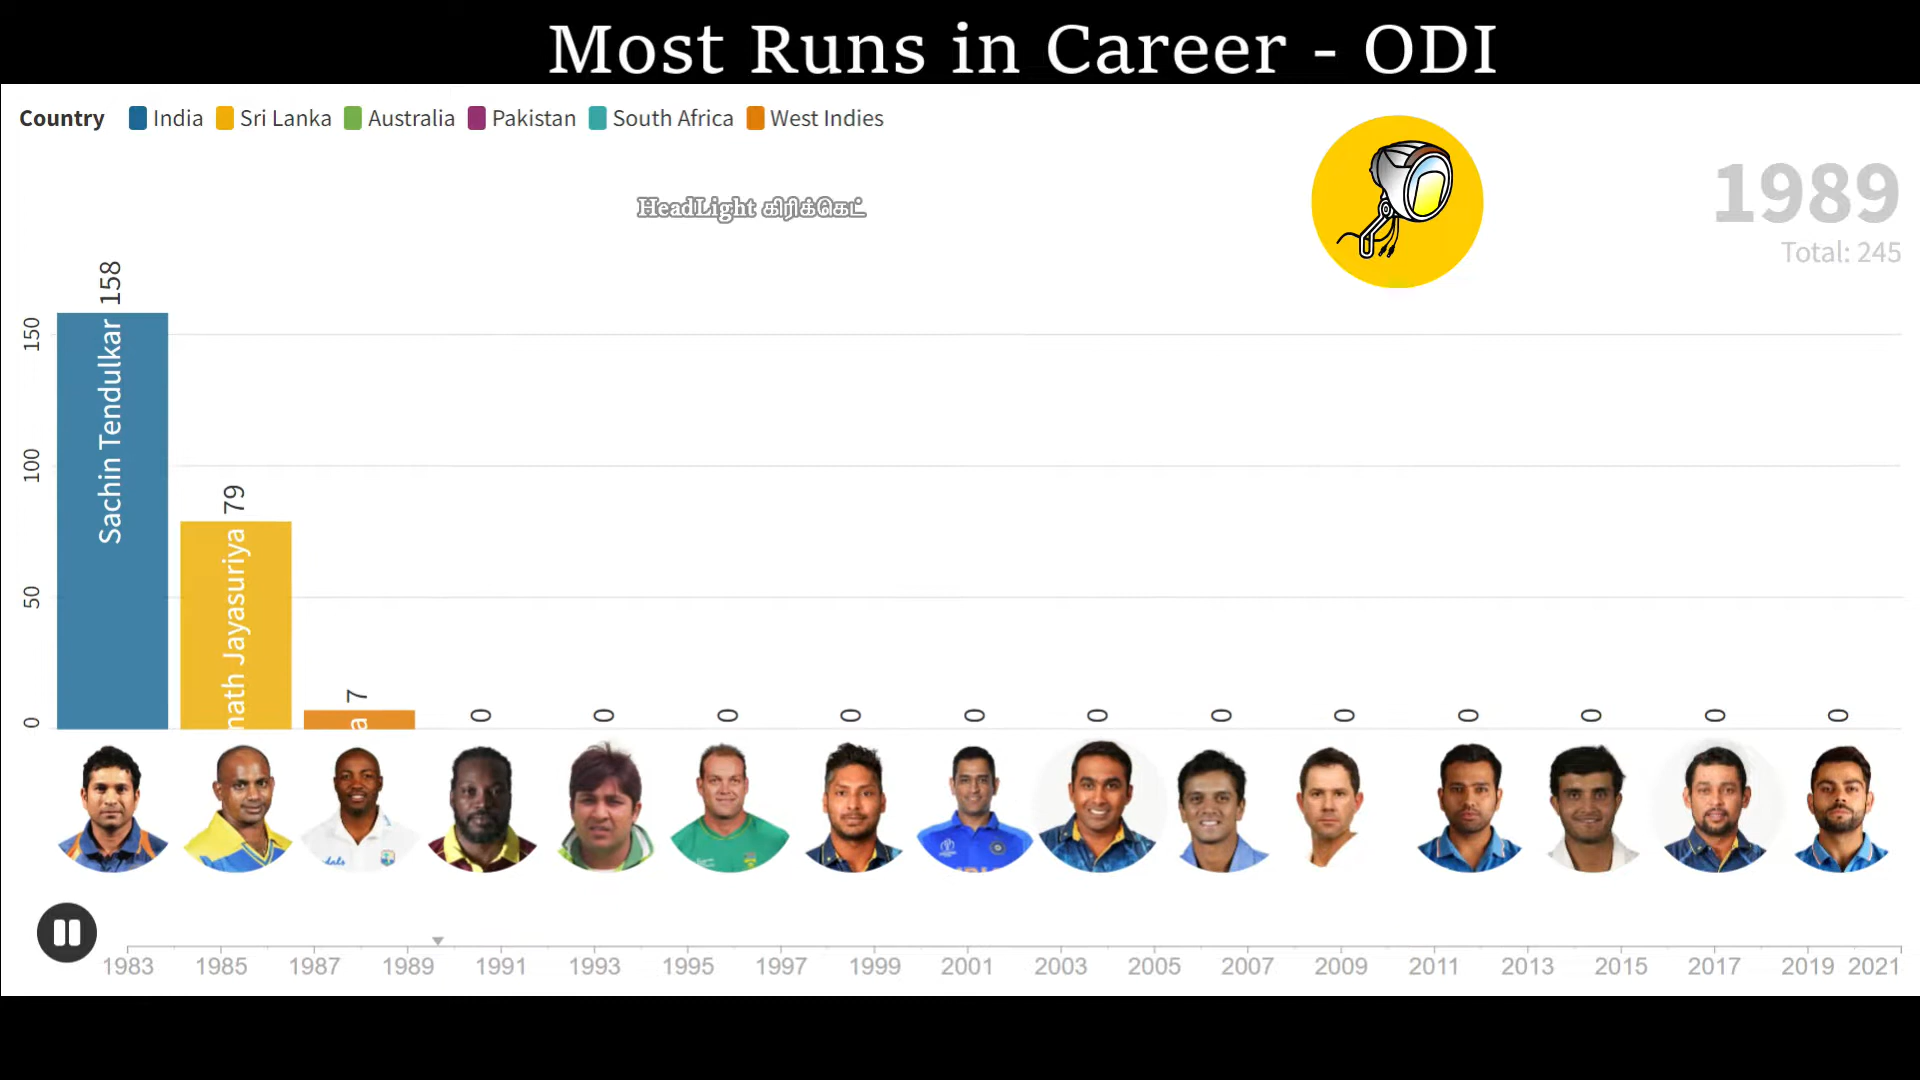 Most Runs in Career - ODI
Country India Sri Lanka Australia Pakistan South Africa West Indies
HeadLight கிரிக்கெட்
1989
Total: 245
150
100
50
0
158
Sachin Tendulkar
79
nath Jayasuriya
7
a
0 0 0 0 0 0 0 0 0 0 0 0
1983 1985 1987 1989 1991 1993 1995 1997 1999 2001 2003 2005 2007 2009 2011 2013 2015 2017 2019 2021